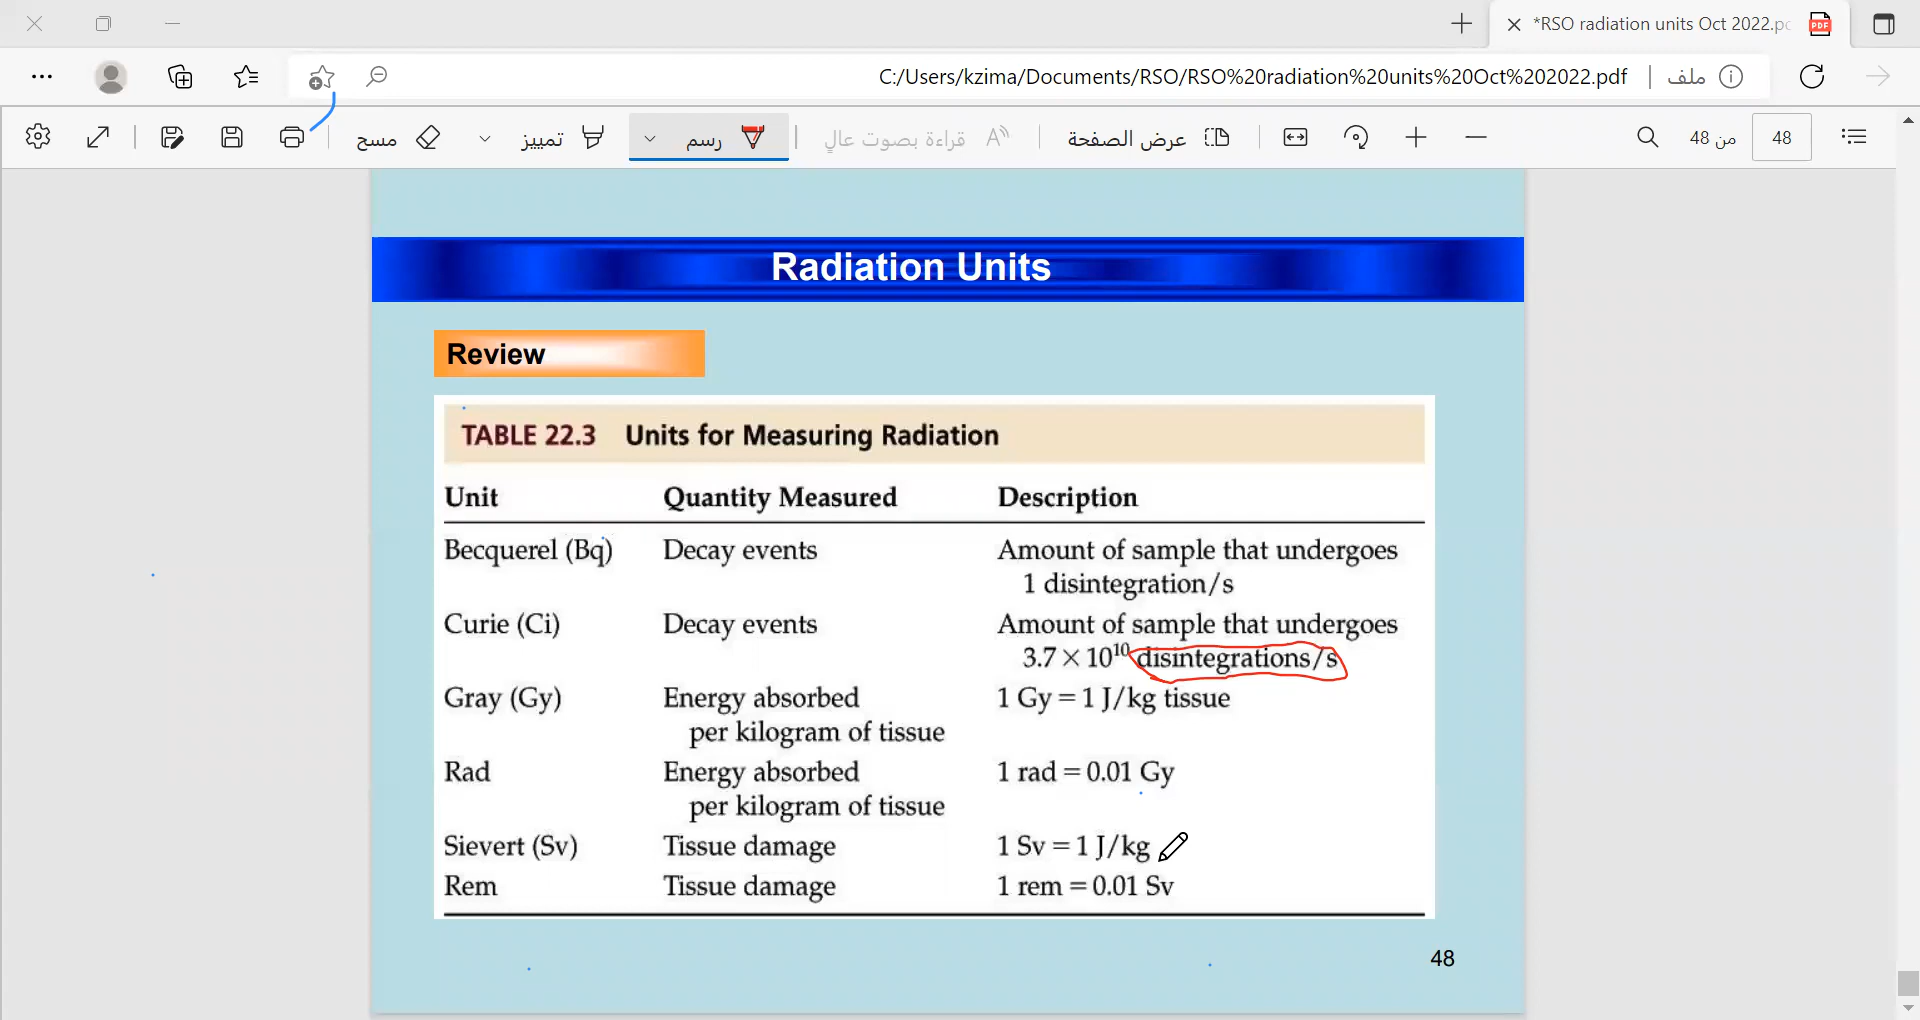 *RSO radiation units Oct 2022.p
C:/Users/kzima/Documents/RSO/RSO%20radiation%20units%20Oct%202022.pdf
ملف
مسح
تمييز
رسم
قراءة بصوت عالٍ
عرض الصفحة
48 من 48
Radiation Units
Review
TABLE 22.3 Units for Measuring Radiation
Unit Quantity Measured Description
Becquerel (Bq) Decay events Amount of sample that undergoes
1 disintegration/s
Curie (Ci) Decay events Amount of sample that undergoes
3.7 × 10¹⁰ disintegrations/s
Gray (Gy) Energy absorbed 1 Gy = 1 J/kg tissue
per kilogram of tissue
Rad Energy absorbed 1 rad = 0.01 Gy
per kilogram of tissue
Sievert (Sv) Tissue damage 1 Sv = 1 J/kg
Rem Tissue damage 1 rem = 0.01 Sv
48